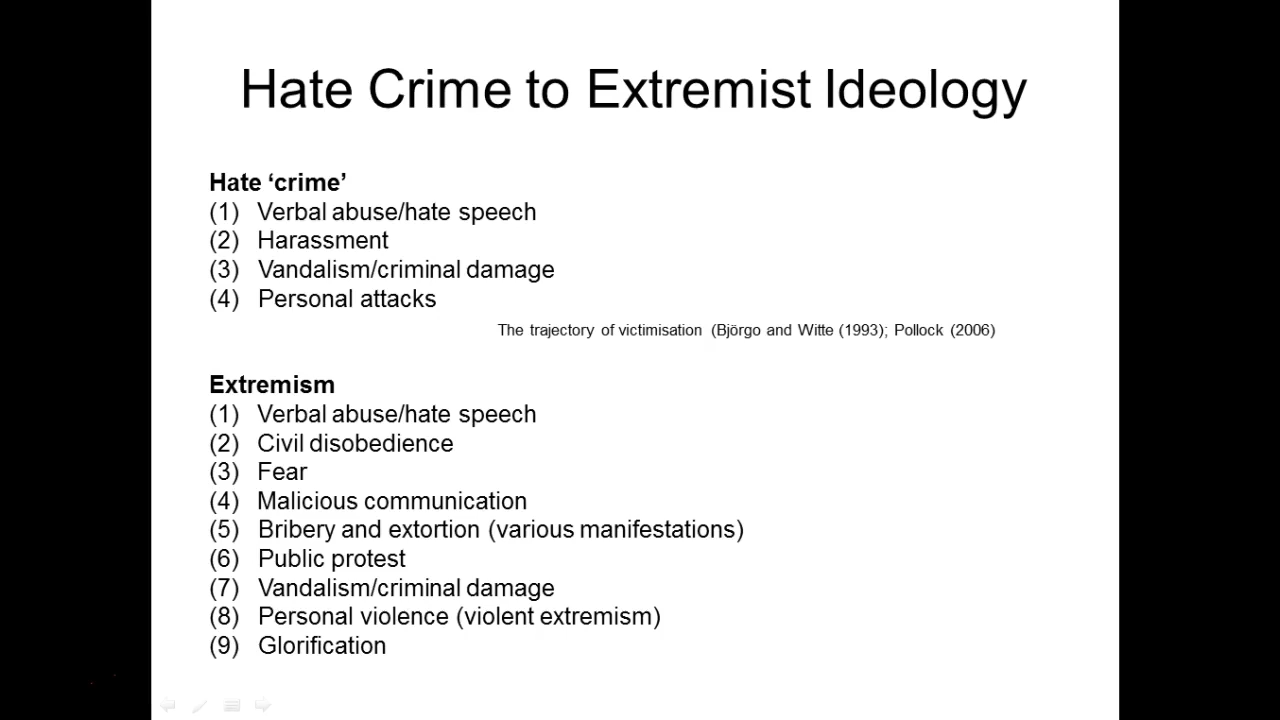 Hate Crime to Extremist Ideology
Hate ‘crime’
(1) Verbal abuse/hate speech
(2) Harassment
(3) Vandalism/criminal damage
(4) Personal attacks
The trajectory of victimisation (Björgo and Witte (1993); Pollock (2006)
Extremism
(1) Verbal abuse/hate speech
(2) Civil disobedience
(3) Fear
(4) Malicious communication
(5) Bribery and extortion (various manifestations)
(6) Public protest
(7) Vandalism/criminal damage
(8) Personal violence (violent extremism)
(9) Glorification